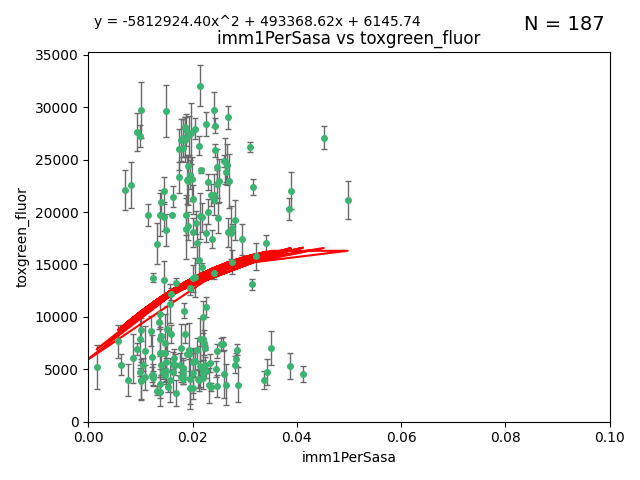 y = -5812924.40x^2 + 493368.62x + 6145.74
N = 187
imm1PerSasa vs toxgreen_fluor
35000
30000
25000
20000
15000
10000
5000
0
toxgreen_fluor
0.00 0.02 0.04 0.06 0.08 0.10
imm1PerSasa